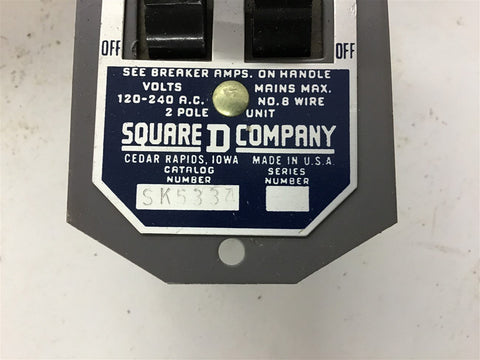 OFF OFF
SEE BREAKER AMPS. ON HANDLE
VOLTS MAINS MAX.
120-240 A.C. NO. 8 WIRE
2 POLE UNIT
SQUARE D COMPANY
CEDAR RAPIDS, IOWA MADE IN U.S.A.
CATALOG SERIES
NUMBER NUMBER
SK5334